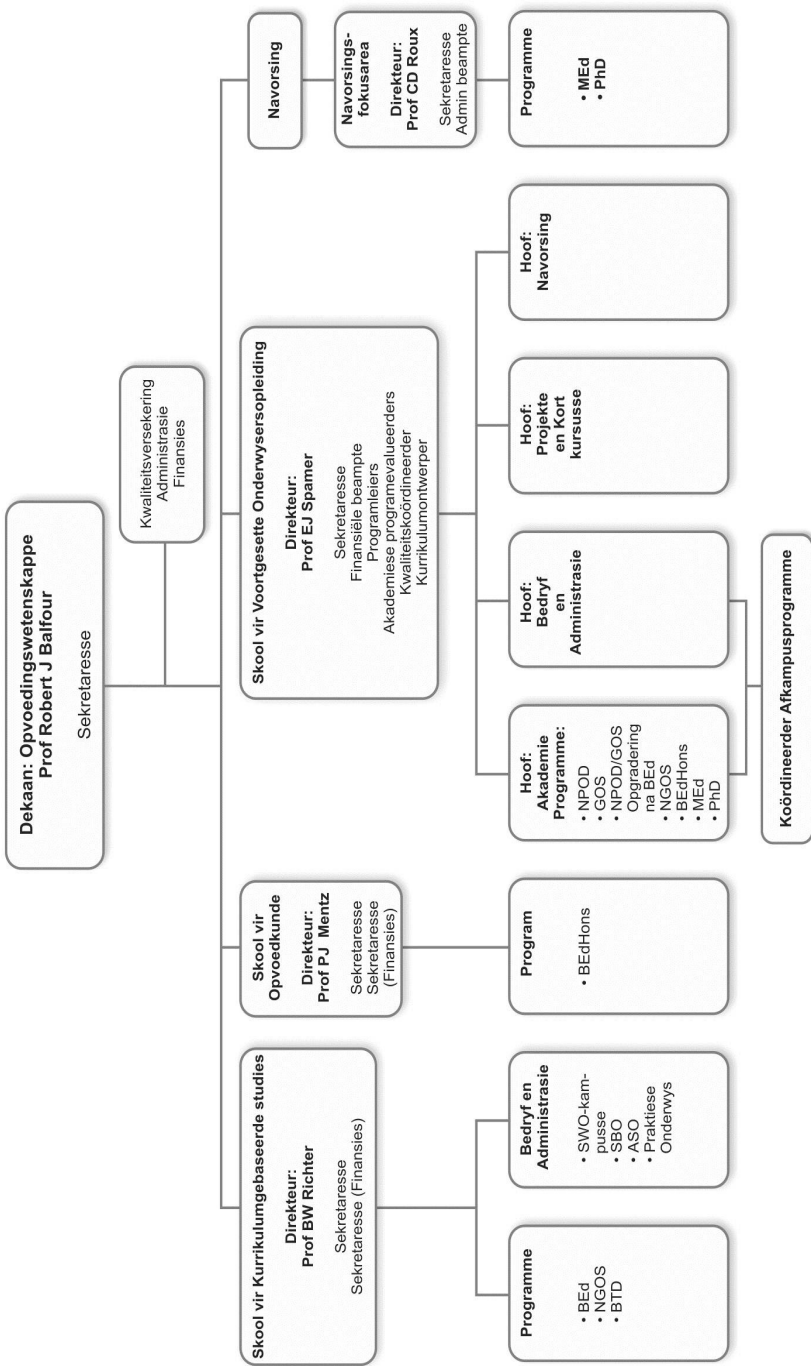 Dekaan: Opvoedingswetenskappe
Prof Robert J Balfour
Sekretaresse
Kwaliteitsversekering
Administrasie
Finansies
Skool vir Kurrikulumgebaseerde studies
Direkteur:
Prof BW Richter
Sekretaresse
Sekretaresse (Finansies)
Skool vir
Opvoedkunde
Direkteur:
Prof PJ Mentz
Sekretaresse
Sekretaresse
(Finansies)
Skool vir Voortgesette Onderwysersopleiding
Direkteur:
Prof EJ Spamer
Sekretaresse
Finansiële beampte
Programleiers
Akademiese programevalueerders
Kwaliteitskoördineerder
Kurrikulumontwerper
Navorsing
Navorsings-
fokusarea
Direkteur:
Prof CD Roux
Sekretaresse
Admin beampte
Programme
• BEd
• NGOS
• BTD
Bedryf en
Administrasie
• SWO-kam-
pusse
• SBO
• ASO
• Praktiese
Onderwys
Program
• BEdHons
Hoof:
Akademie
Programme:
• NPOD
• GOS
• NPOD/GOS
Opgradering
na BEd
• NGOS
• BEdHons
• MEd
• PhD
Hoof:
Bedryf
en
Administrasie
Hoof:
Projekte
en Kort
kursusse
Hoof:
Navorsing
Programme
• MEd
• PhD
Koördineerder Afkampusprogramme